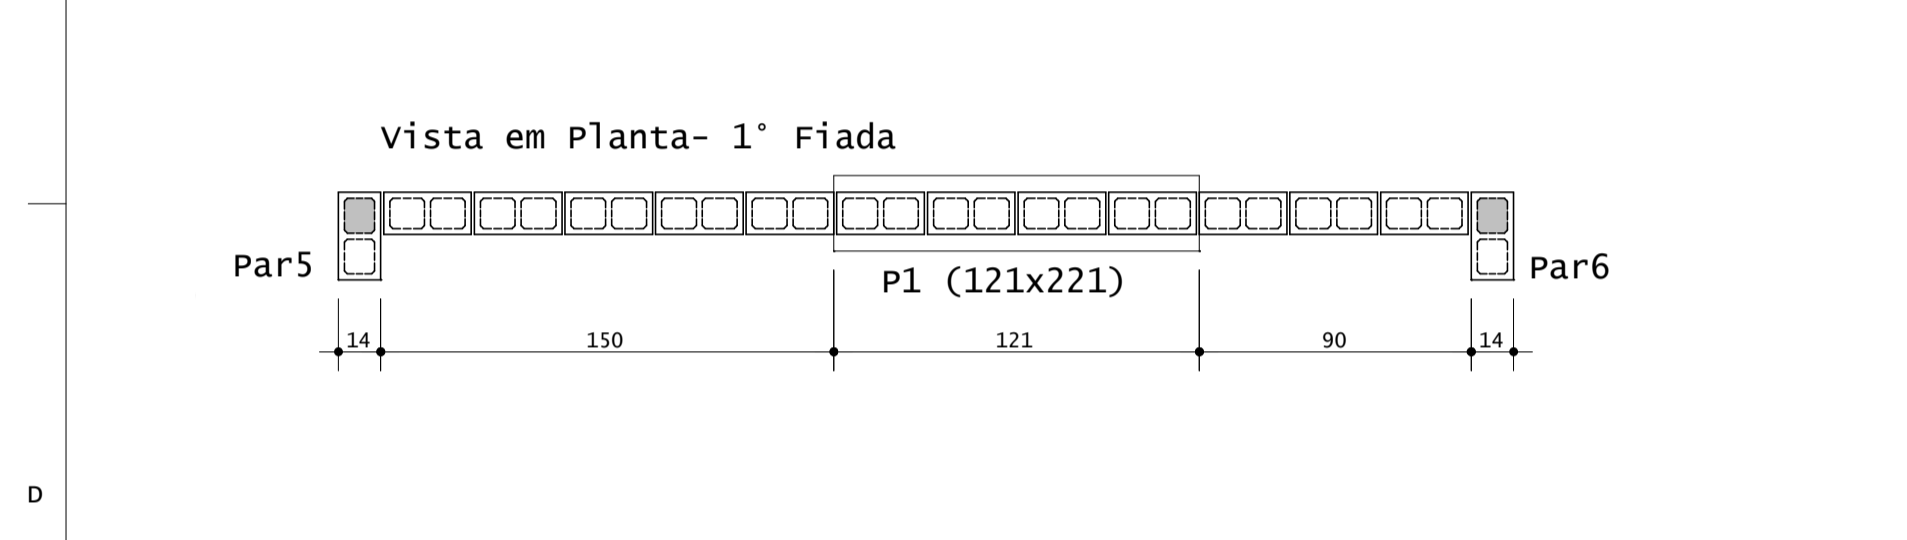 Vista em Planta- 1° Fiada
Par5
Par6
P1 (121x221)
14
150
121
90
14
D